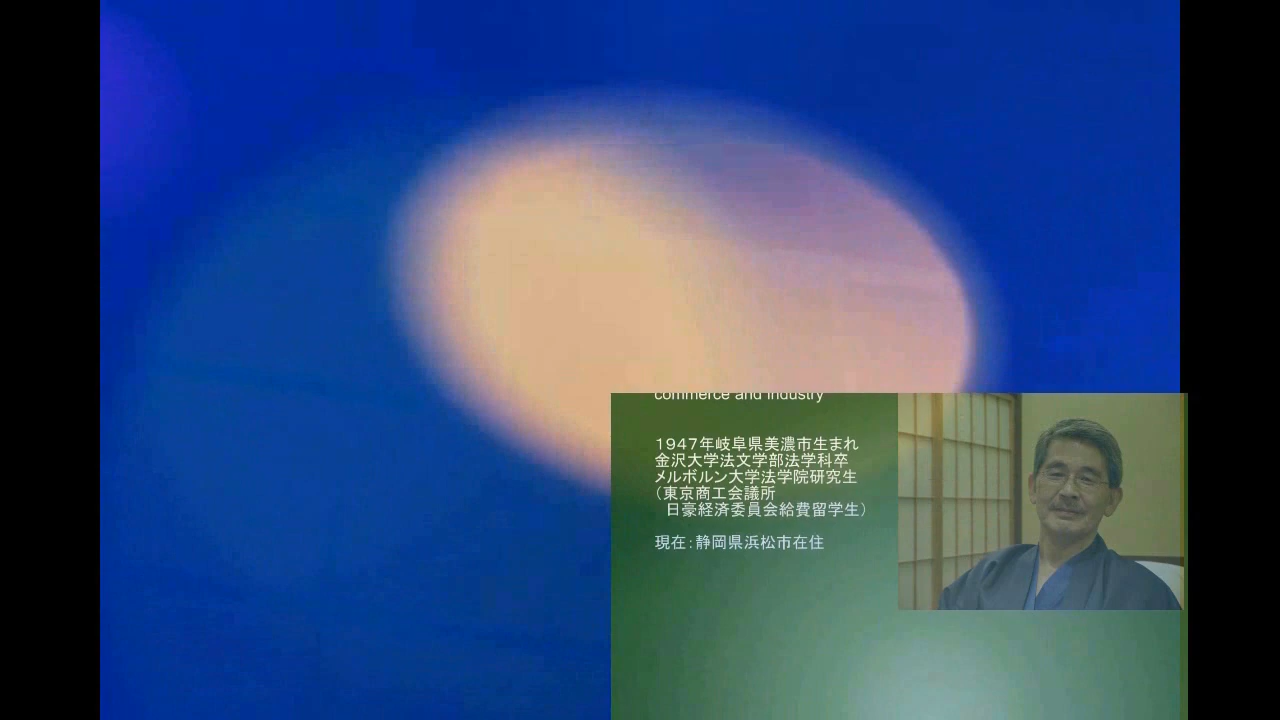 commerce and industry
１９４７年岐阜県美濃市生まれ
金沢大学法文学部法学科卒
メルボルン大学法学院研究生
（東京商工会議所
日豪経済委員会給費留学生）
現在：静岡県浜松市在住